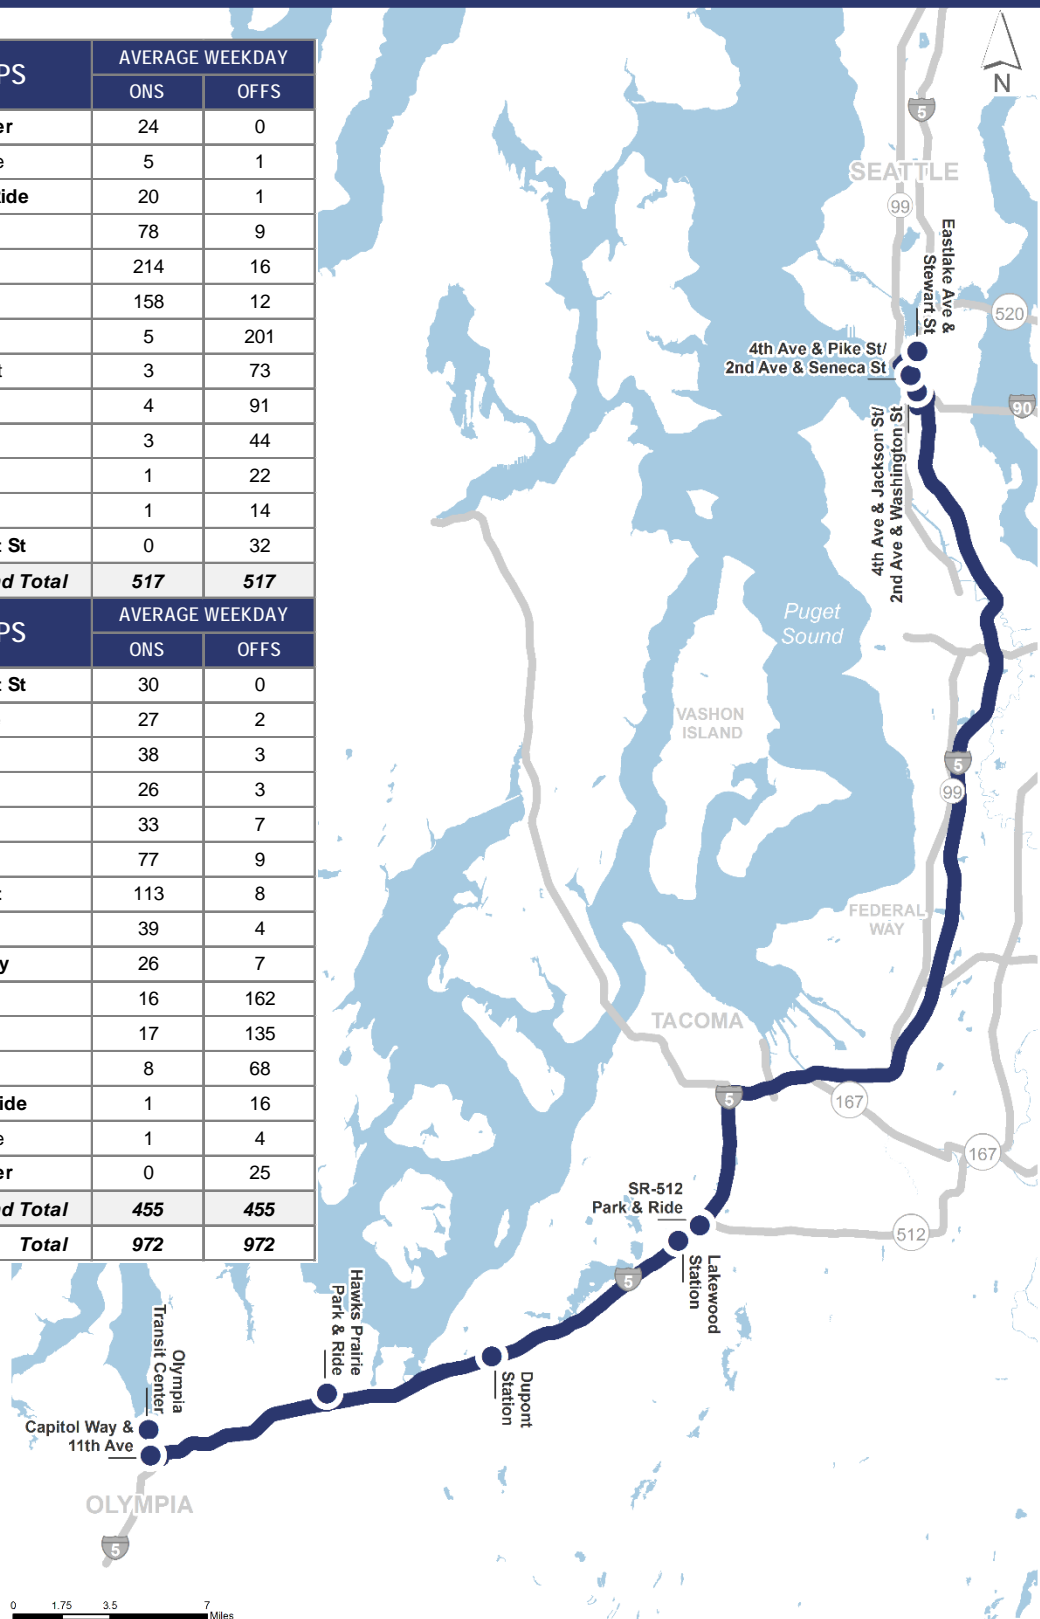 PS AVERAGE WEEKDAY
ONS OFFS
er 24 0
e 5 1
ide 20 1
78 9
214 16
158 12
5 201
t 3 73
4 91
3 44
1 22
1 14
t St 0 32
d Total 517 517
PS AVERAGE WEEKDAY
ONS OFFS
t St 30 0
27 2
38 3
26 3
33 7
77 9
t 113 8
39 4
y 26 7
16 162
17 135
8 68
ide 1 16
e 1 4
er 0 25
d Total 455 455
Total 972 972
N
5
SEATTLE
99
Eastlake Ave &
Stewart St
520
4th Ave & Pike St/
2nd Ave & Seneca St
90
4th Ave & Jackson St/
2nd Ave & Washington St
Puget
Sound
VASHON
ISLAND
5
99
FEDERAL
WAY
TACOMA
5
167
167
SR-512
Park & Ride
512
Lakewood
Station
5
Hawks Prairie
Park & Ride
Olympia
Transit Center
Dupont
Station
Capitol Way &
11th Ave
OLYMPIA
5
0 1.75 3.5 7
Miles